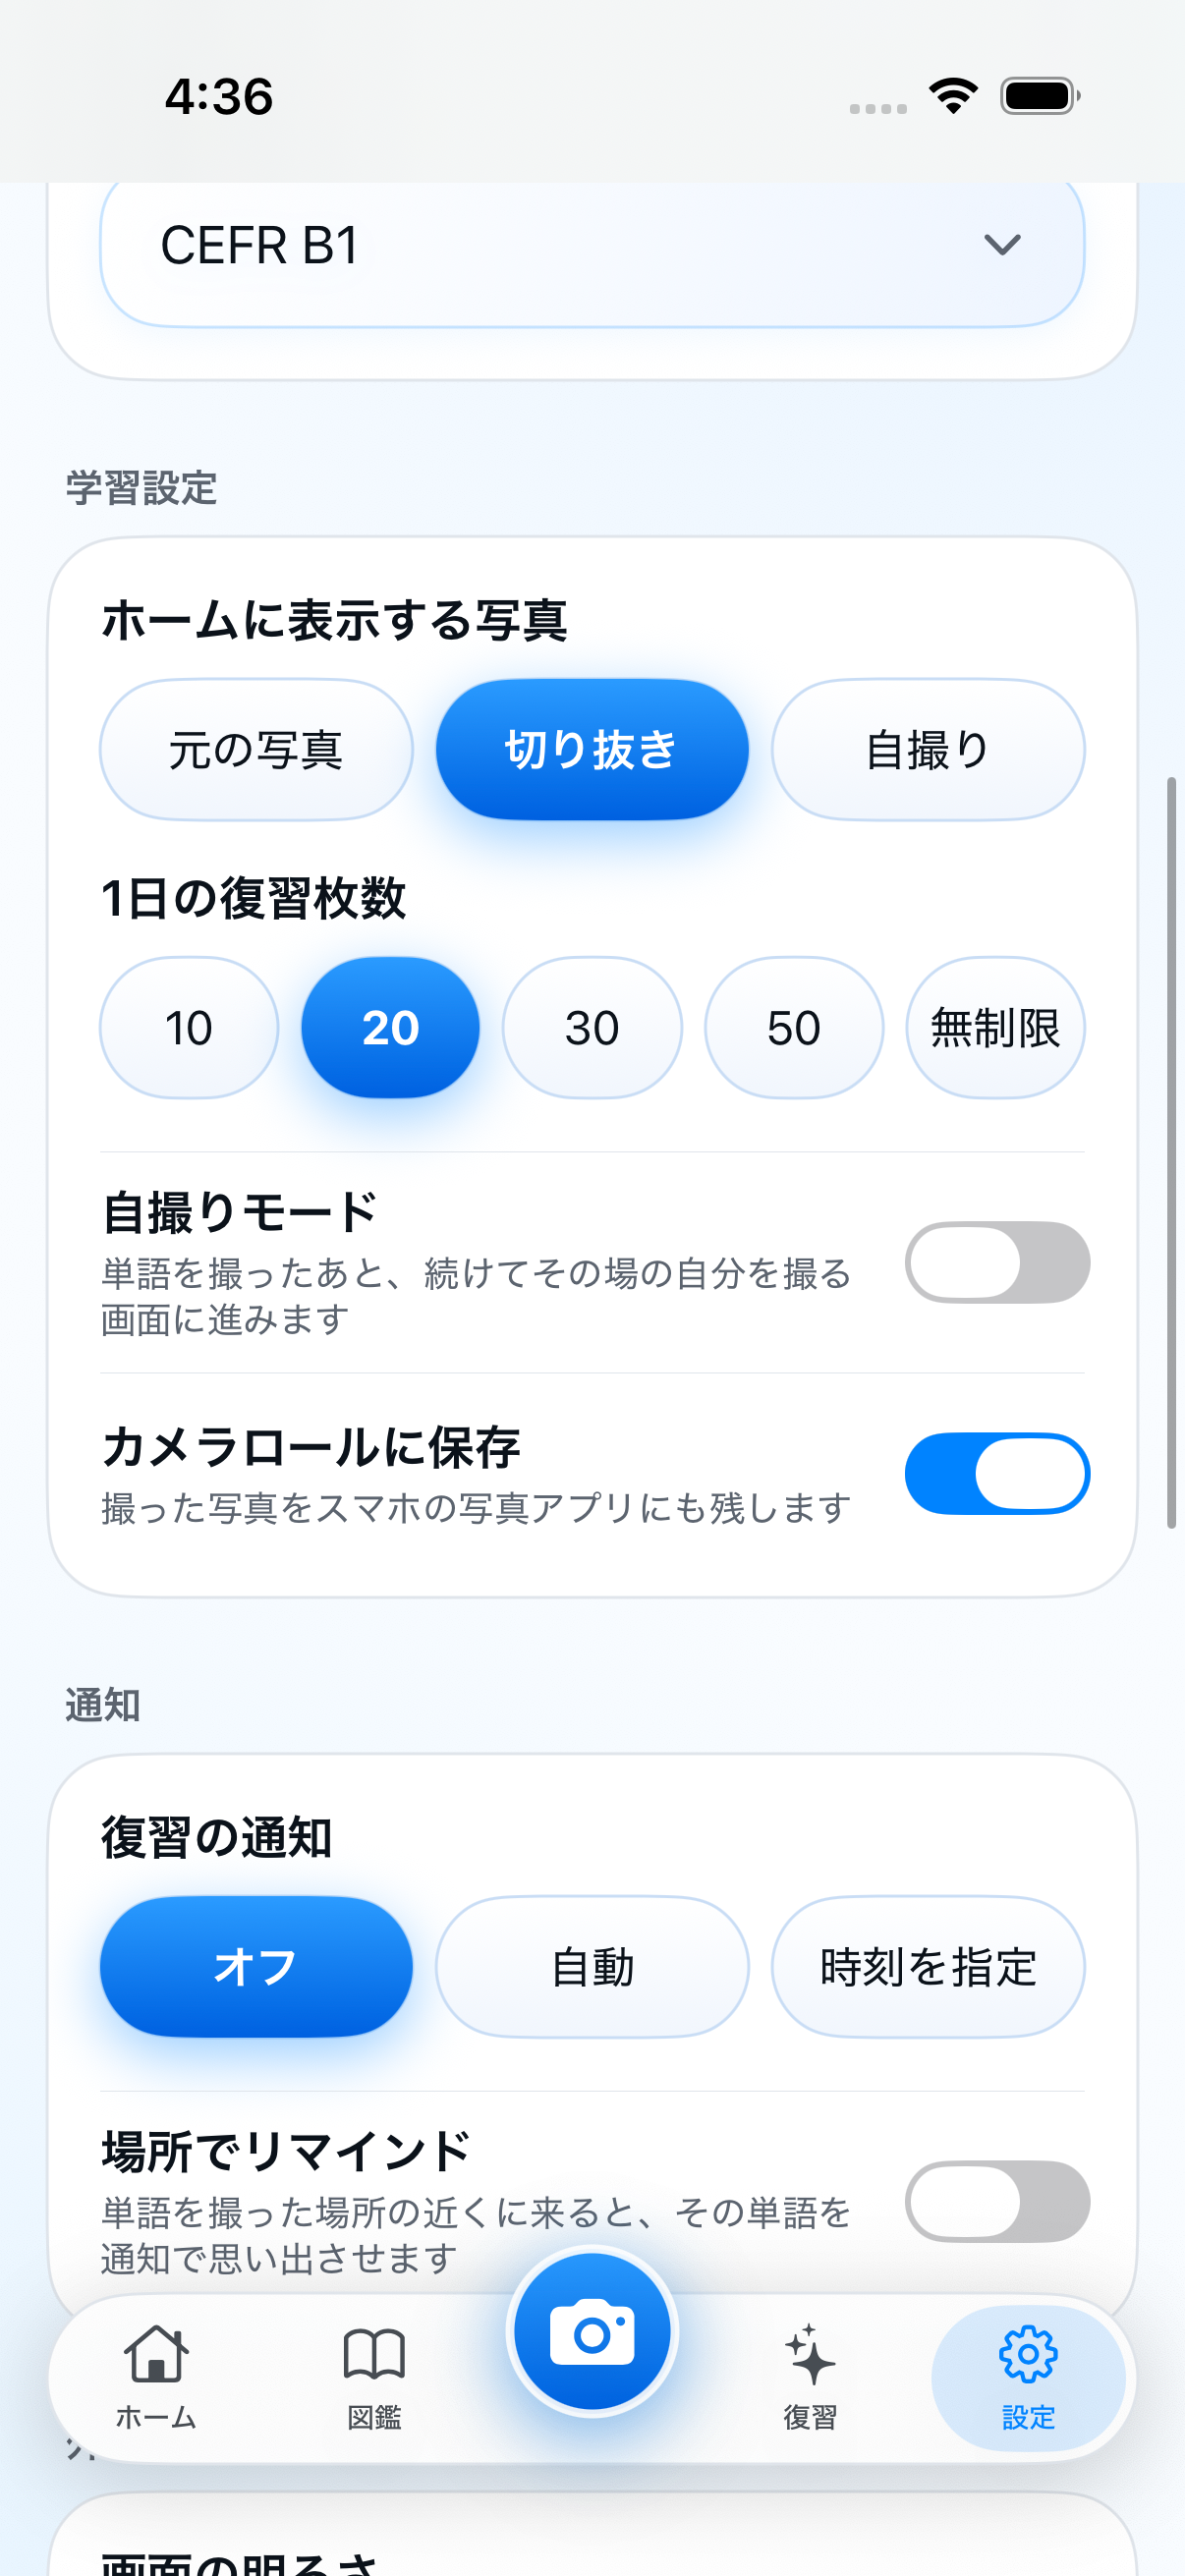 4:36
CEFR B1
学習設定
ホームに表示する写真
元の写真
切り抜き
自撮り
1日の復習枚数
10
20
30
50
無制限
自撮りモード
単語を撮ったあと、続けてその場の自分を撮る
画面に進みます
カメラロールに保存
撮った写真をスマホの写真アプリにも残します
通知
復習の通知
オフ
自動
時刻を指定
場所でリマインド
単語を撮った場所の近くに来ると、その単語を
通知で思い出させます
ホーム
図鑑
復習
設定
画面の明るさ